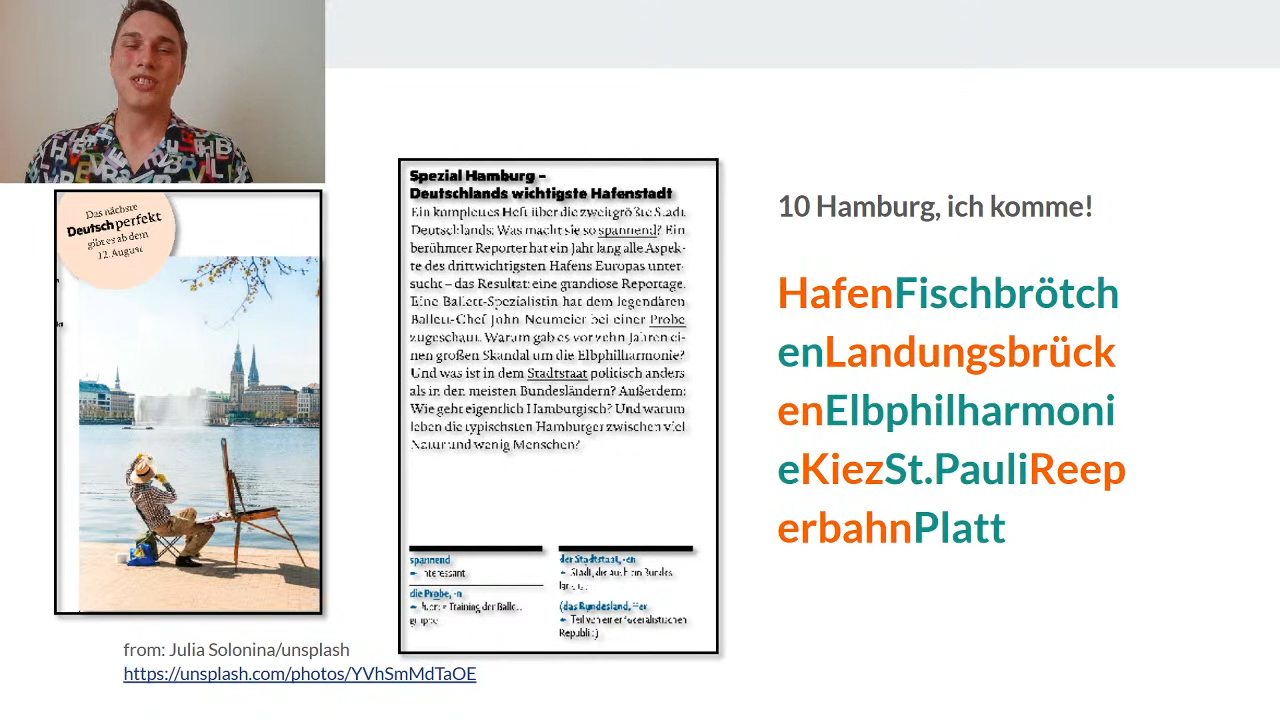 Das nächste
Deutsch perfekt
gibt es ab dem
12. August
Spezial Hamburg –
Deutschlands wichtigste Hafenstadt
Ein komplettes Heft über die zweitgrößte Stadt
Deutschlands: Was macht sie so spannend? Ein
berühmter Reporter hat ein Jahr lang alle Aspek-
te des drittwichtigsten Hafens Europas unter-
sucht – das Resultat: eine grandiose Reportage.
Eine Ballett-Spezialistin hat dem legendären
Ballett-Chef John Neumeier bei einer Probe
zugeschaut. Warum gab es vor zehn Jahren ei-
nen großen Skandal um die Elbphilharmonie?
Und was ist in dem Stadtstaat politisch anders
als in den meisten Bundesländern? Außerdem:
Wie geht eigentlich Hamburgisch? Und warum
leben die typischsten Hamburger zwischen viel
Natur und wenig Menschen?
spannend
interessant
die Probe, -n
Training der Ballett-
gruppe
der Stadtstaat, -en
Stadt, die auch ein Bundes-
(das Bundesland, ¨-er
Teil von einer föderalistischen
Republik)
from: Julia Solonina/unsplash
https://unsplash.com/photos/YVhSmMdTaOE
10 Hamburg, ich komme!
HafenFischbrötch
enLandungsbrück
enElbphilharmoni
eKiezSt.PauliReep
erbahnPlatt